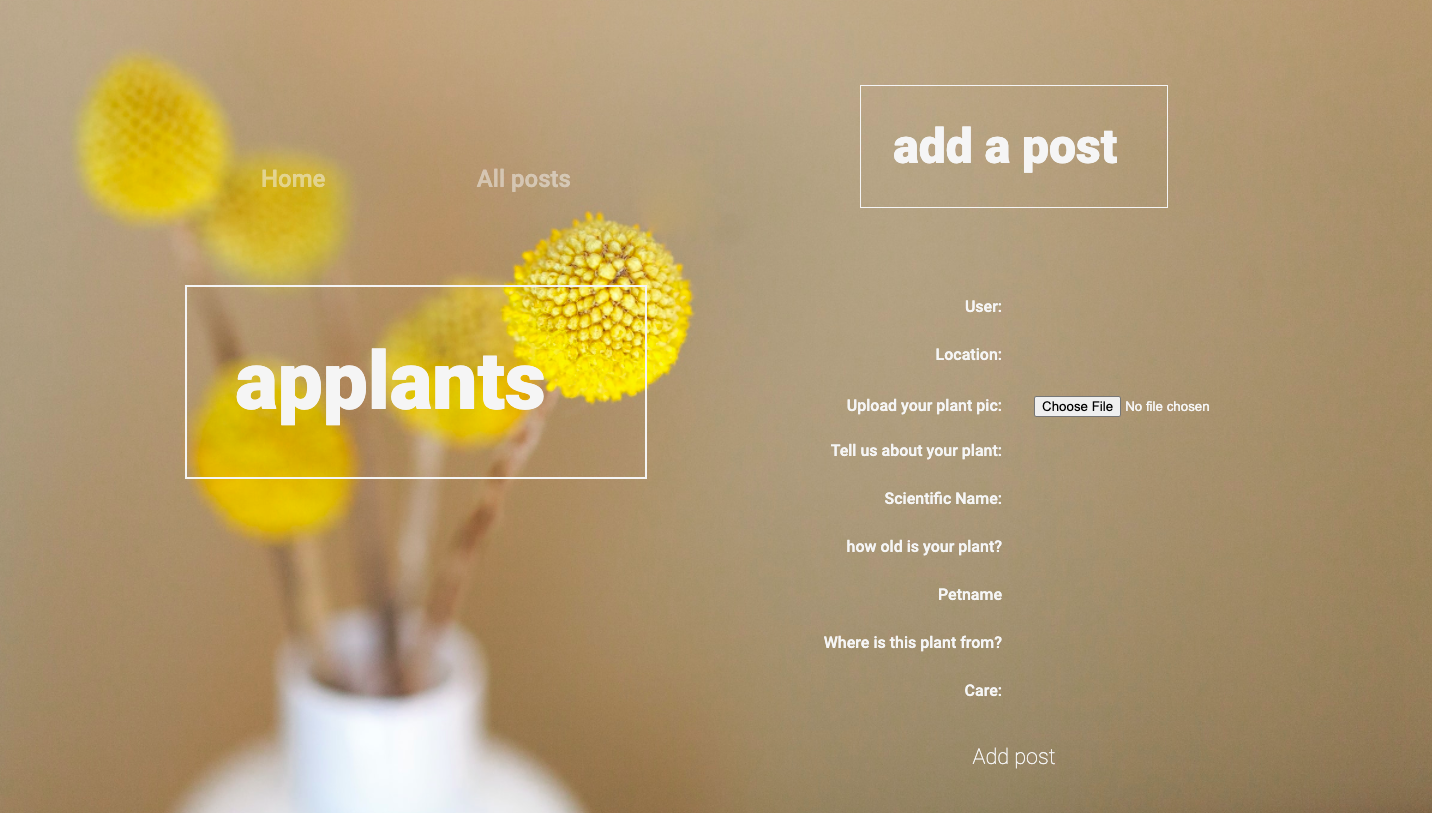 Home
All posts
applants
add a post
User:
Location:
Upload your plant pic: Choose File No file chosen
Tell us about your plant:
Scientific Name:
how old is your plant?
Petname
Where is this plant from?
Care:
Add post